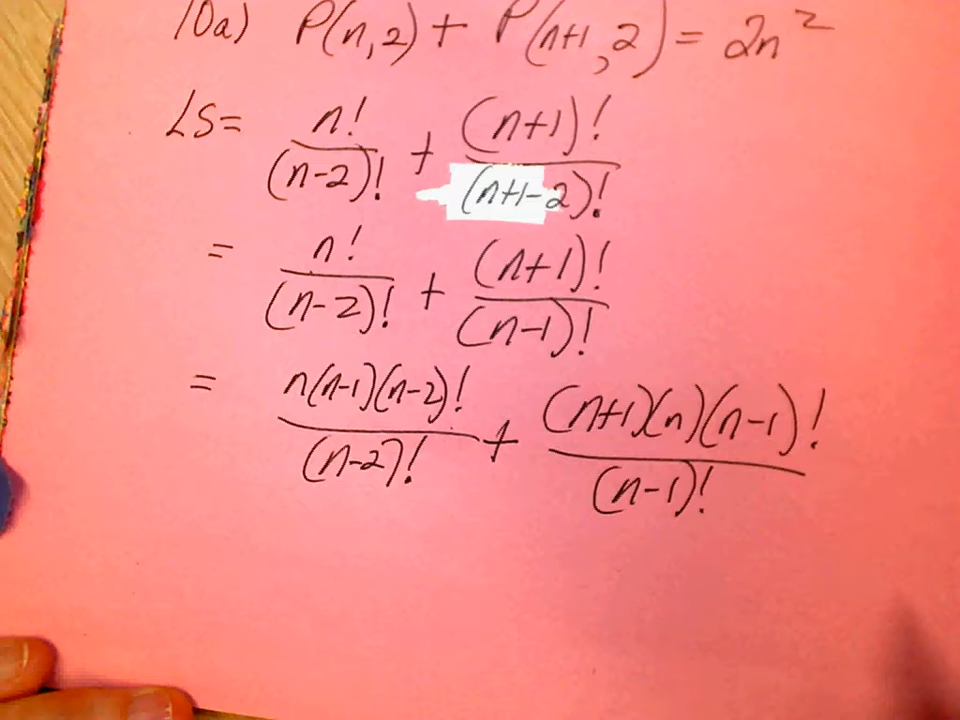 10a) P(n,2) + P(n+1,2) = 2n²
LS = n!/(n-2)! + (n+1)!/(n+1-2)!
= n!/(n-2)! + (n+1)!/(n-1)!
= n(n-1)(n-2)!/(n-2)! + (n+1)(n)(n-1)!/(n-1)!